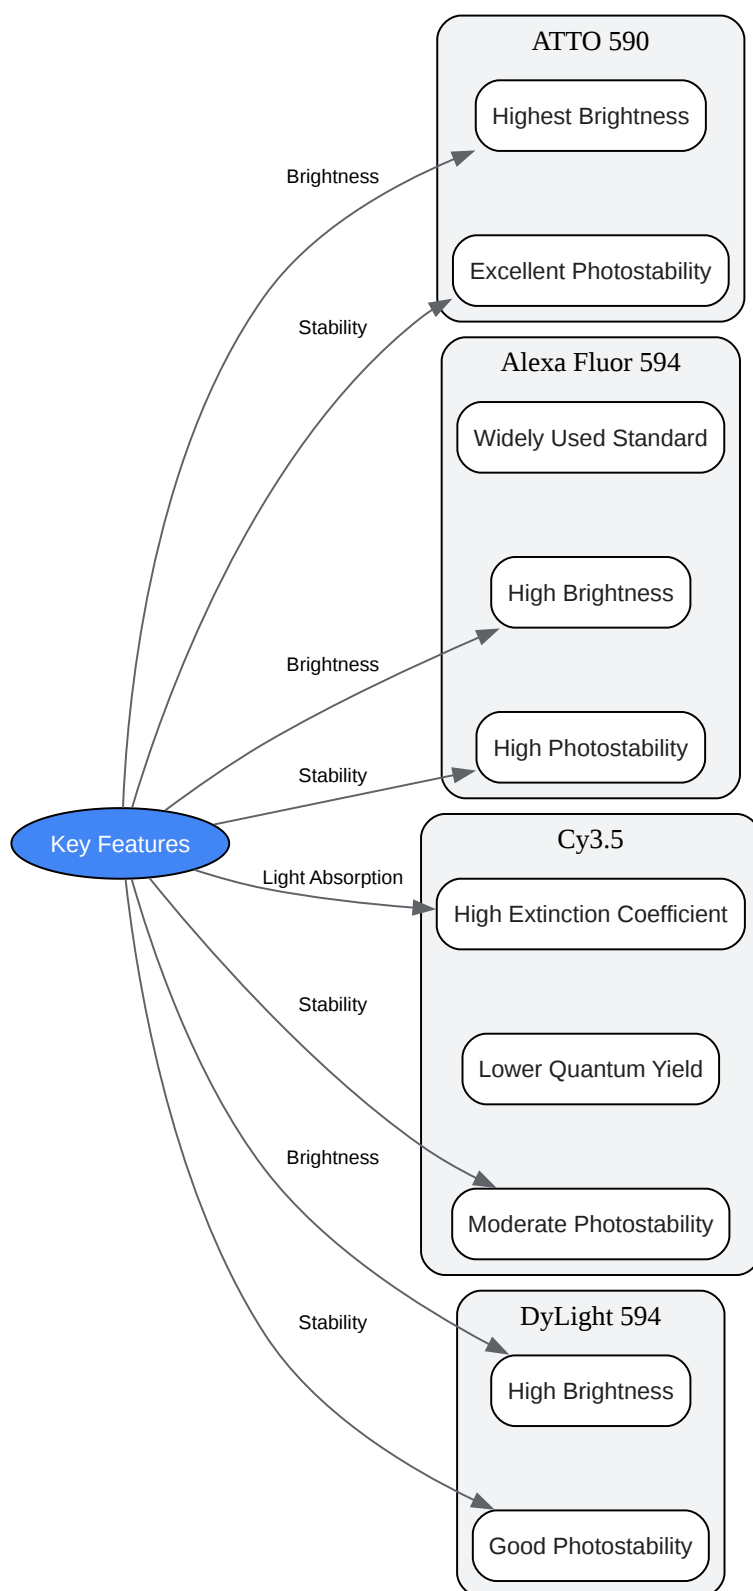 ATTO 590
Highest Brightness
Brightness
Excellent Photostability
Stability
Alexa Fluor 594
Widely Used Standard
High Brightness
Brightness
High Photostability
Stability
Key Features
Cy3.5
Light Absorption
High Extinction Coefficient
Stability
Lower Quantum Yield
Brightness
Moderate Photostability
DyLight 594
Stability
High Brightness
Good Photostability